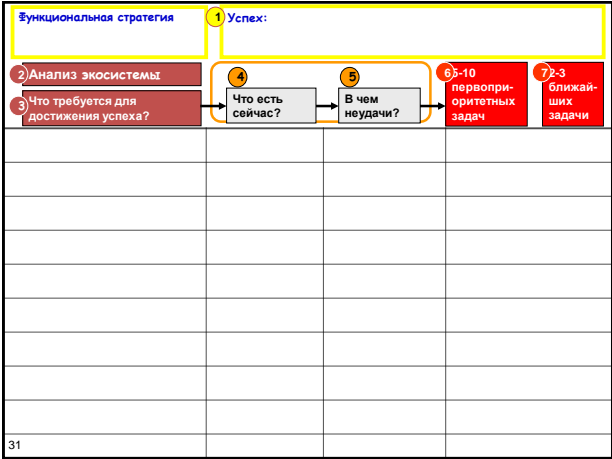 Функциональная стратегия
1 Успех:
2 Анализ экосистемы
3 Что требуется для
достижения успеха?
4
Что есть
сейчас?
5
В чем
неудачи?
6 5-10
первопри-
оритетных
задач
7 2-3
ближай-
ших
задачи
31